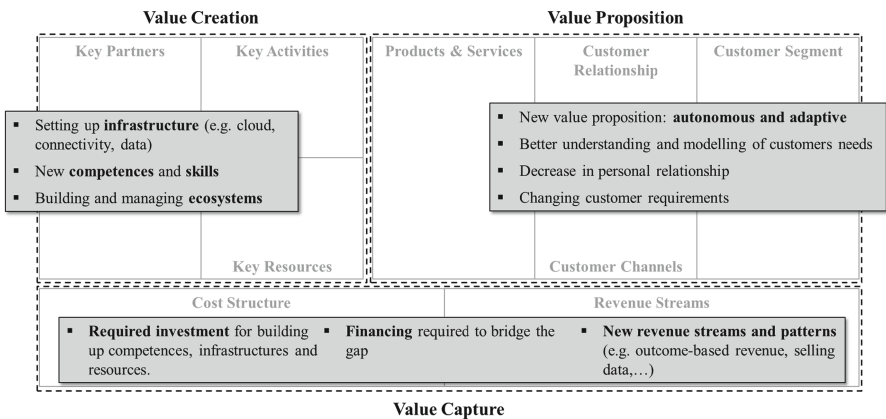 Value Creation
Value Proposition
Key Partners
Key Activities
Products & Services
Customer
Relationship
Customer Segment
▪ Setting up infrastructure (e.g. cloud,
connectivity, data)
▪ New competences and skills
▪ Building and managing ecosystems
▪ New value proposition: autonomous and adaptive
▪ Better understanding and modelling of customers needs
▪ Decrease in personal relationship
▪ Changing customer requirements
Key Resources
Customer Channels
Cost Structure
Revenue Streams
▪ Required investment for building
up competences, infrastructures and
resources.
▪ Financing required to bridge the
gap
▪ New revenue streams and patterns
(e.g. outcome-based revenue, selling
data,…)
Value Capture